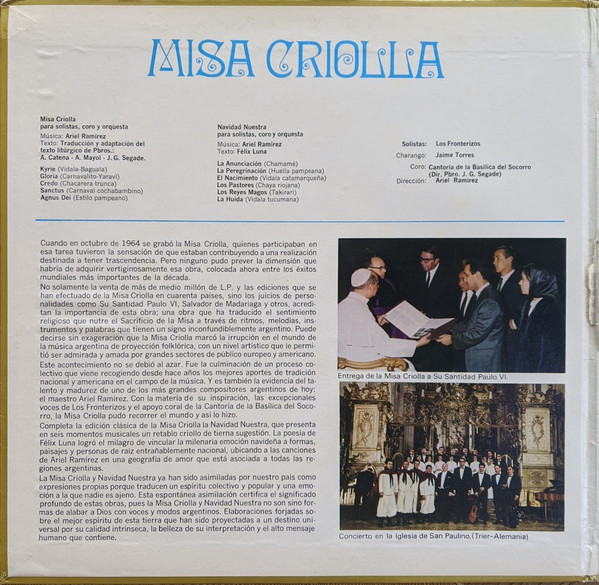 MISA CRIOLLA
Misa Criolla
para solistas, coro y orquesta
Música: Ariel Ramírez
Texto: Traducción y adaptación del
texto litúrgico de Pbros.:
A. Catena - A. Mayol - J. G. Segade.
Kyrie (Vidala-Baguala)
Gloria (Carnavalito-Yaraví)
Credo (Chacarera trunca)
Sanctus (Carnaval cochabambino)
Agnus Dei (Estilo pampeano)
Navidad Nuestra
para solistas, coro y orquesta
Música: Ariel Ramírez
Texto: Félix Luna
La Anunciación (Chamamé)
La Peregrinación (Huella pampeana)
El Nacimiento (Vidala catamarqueña)
Los Pastores (Chaya riojana)
Los Reyes Magos (Takirari)
La Huida (Vidala tucumana)
Solistas: Los Fronterizos
Charango: Jaime Torres
Coro: Cantoría de la Basílica del Socorro
(Dir. Pbro. J. G. Segade)
Dirección: Ariel Ramírez
Cuando en octubre de 1964 se grabó la Misa Criolla, quienes participaban en
esa tarea tuvieron la sensación de que estaban contribuyendo a una realización
destinada a tener trascendencia. Pero ninguno pudo prever la dimensión que
habría de adquirir vertiginosamente esa obra, colocada ahora entre los éxitos
mundiales más importantes de la década.
No solamente la venta de más de medio millón de L.P. y las ediciones que se
han efectuado de la Misa Criolla en cuarenta países, sino los juicios de perso-
nalidades como Su Santidad Paulo VI, Salvador de Madariaga y otros, acredi-
tan la importancia de esta obra; una obra que ha traducido el sentimiento
religioso que nutre el Sacrificio de la Misa a través de ritmos, melodías, ins-
trumentos y palabras que tienen un signo inconfundiblemente argentino. Puede
decirse sin exageración que la Misa Criolla marcó la irrupción en el mundo de
la música argentina de proyección folklórica, con un nivel artístico que le permi-
tió ser admirada y amada por grandes sectores de público europeo y americano.
Este acontecimiento no se debió al azar. Fue la culminación de un proceso co-
lectivo que viene recogiendo desde hace años los mejores aportes de tradición
nacional y americana en el campo de la música. Y es también la evidencia del ta-
lento y madurez de uno de los más grandes compositores argentinos de hoy:
el maestro Ariel Ramírez. Con la materia de su inspiración, las excepcionales
voces de Los Fronterizos y el apoyo coral de la Cantoría de la Basílica del Soco-
rro, la Misa Criolla pudo recorrer el mundo y así lo hizo.
Completa la edición clásica de la Misa Criolla la Navidad Nuestra, que presenta
en seis momentos musicales un retablo criollo de tierna sugestión. La poesía de
Félix Luna logró el milagro de vincular la milenaria emoción navideña a formas,
paisajes y personas de raiz entrañablemente nacional, ubicando a las canciones
de Ariel Ramírez en una geografía de amor que está asociada a todas las re-
giones argentinas.
La Misa Criolla y Navidad Nuestra ya han sido asimiladas por nuestro país como
expresiones propias porque traducen un espíritu colectivo y popular y una emo-
ción a la que nadie es ajeno. Esta espontánea asimilación certifica el significado
profundo de estas obras, pues la Misa Criolla y Navidad Nuestra no son sino for-
mas de alabar a Dios con voces y modos argentinos. Elaboraciones forjadas so-
bre el mejor espíritu de esta tierra que han sido proyectadas a un destino uni-
versal por su calidad intrínseca, la belleza de su interpretación y el alto mensaje
humano que contiene.
Entrega de la Misa Criolla a Su Santidad Paulo VI.
Concierto en la Iglesia de San Paulino,(Trier-Alemania)